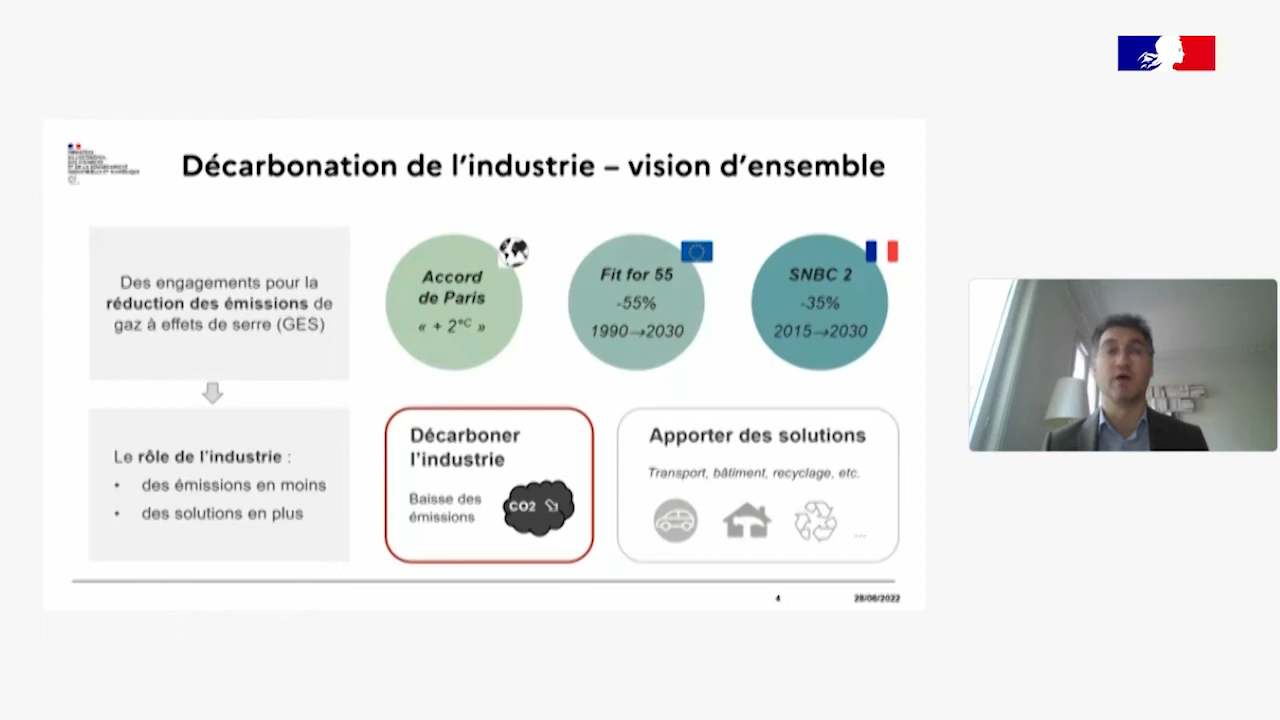 Décarbonation de l’industrie – vision d’ensemble
Des engagements pour la
réduction des émissions de
gaz à effets de serre (GES)
Accord
de Paris
« + 2°C »
Fit for 55
-55%
1990→2030
SNBC 2
-35%
2015→2030
Le rôle de l’industrie :
• des émissions en moins
• des solutions en plus
Décarboner
l’industrie
Baisse des
émissions
CO2
Apporter des solutions
Transport, bâtiment, recyclage, etc.
...
4
28/06/2022